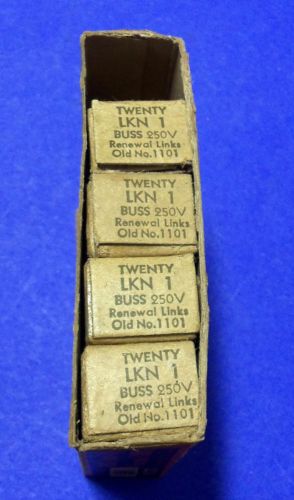 TWENTY
LKN 1
BUSS 250V
Renewal Links
Old No.1101
TWENTY
LKN 1
BUSS 250V
Renewal Links
Old No.1101
TWENTY
LKN 1
BUSS 250V
Renewal Links
Old No.1101
TWENTY
LKN 1
BUSS 250V
Renewal Links
Old No.1101